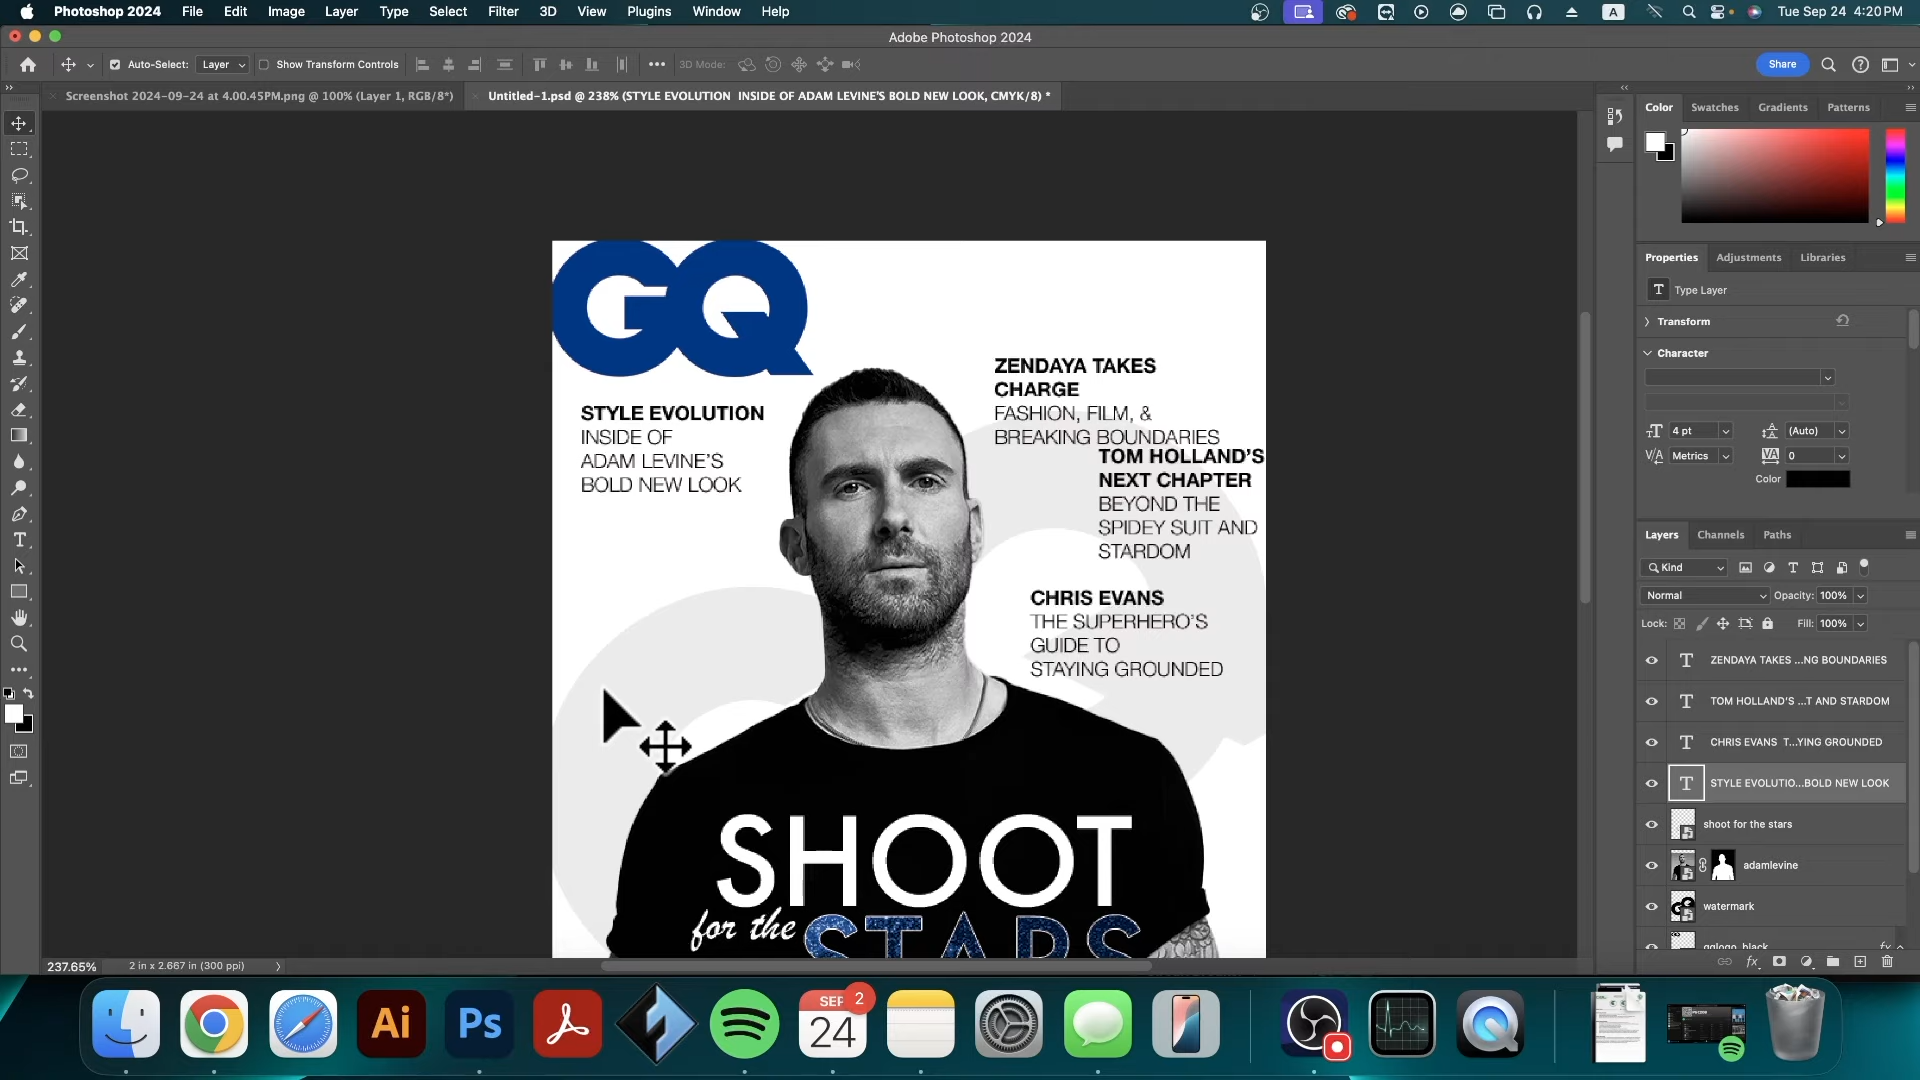 Photoshop 2024 File Edit Image Layer Type Select Filter 3D View Plugins Window Help
A
Tue Sep 24 4:20 PM
Adobe Photoshop 2024
Auto-Select: Layer Show Transform Controls ••• 3D Mode: Share
Screenshot 2024-09-24 at 4.00.45PM.png @ 100% (Layer 1, RGB/8*)
Untitled-1.psd @ 238% (STYLE EVOLUTION INSIDE OF ADAM LEVINE'S BOLD NEW LOOK, CMYK/8) *
Color Swatches Gradients Patterns
Properties Adjustments Libraries
T Type Layer
Transform
Character
4 pt (Auto)
Metrics 0
Color
Layers Channels Paths
Kind
Normal Opacity: 100%
Lock: Fill: 100%
ZENDAYA TAKES ...NG BOUNDARIES
TOM HOLLAND'S ...T AND STARDOM
CHRIS EVANS T...YING GROUNDED
STYLE EVOLUTIO...BOLD NEW LOOK
shoot for the stars
adamlevine
watermark
gqlogo_black fx
GQ
STYLE EVOLUTION
INSIDE OF
ADAM LEVINE'S
BOLD NEW LOOK
ZENDAYA TAKES
CHARGE
FASHION, FILM, &
BREAKING BOUNDARIES
TOM HOLLAND'S
NEXT CHAPTER
BEYOND THE
SPIDEY SUIT AND
STARDOM
CHRIS EVANS
THE SUPERHERO'S
GUIDE TO
STAYING GROUNDED
SHOOT
for the STARS
237.65% 2 in x 2.667 in (300 ppi)
Ai Ps SEP 24 2